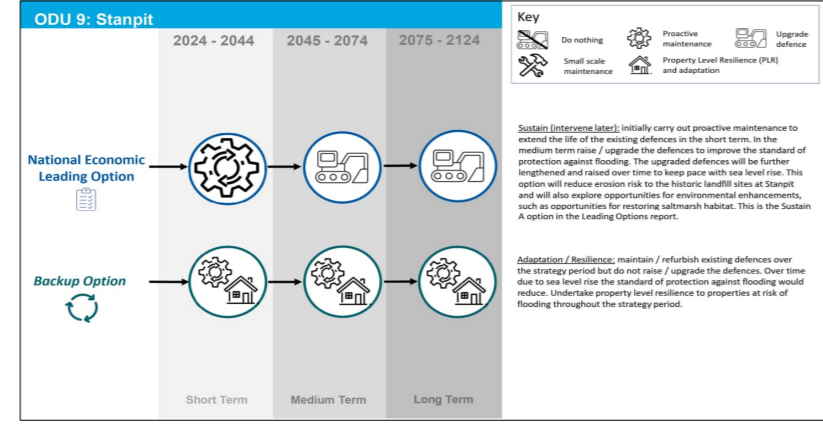 ODU 9: Stanpit
2024 - 2044
2045 - 2074
2075 - 2124
National Economic
Leading Option
Backup Option
Short Term
Medium Term
Long Term
Key
Do nothing
Proactive
maintenance
Upgrade
defence
Small scale
maintenance
Property Level Resilience (PLR)
and adaptation
Sustain (intervene later): initially carry out proactive maintenance to
extend the life of the existing defences in the short term. In the
medium term raise / upgrade the defences to improve the standard of
protection against flooding. The upgraded defences will be further
lengthened and raised over time to keep pace with sea level rise. This
option will reduce erosion risk to the historic landfill sites at Stanpit
and will also explore opportunities for environmental enhancements,
such as opportunities for restoring saltmarsh habitat. This is the Sustain
A option in the Leading Options report.
Adaptation / Resilience: maintain / refurbish existing defences over
the strategy period but do not raise / upgrade the defences. Over time
due to sea level rise the standard of protection against flooding would
reduce. Undertake property level resilience to properties at risk of
flooding throughout the strategy period.